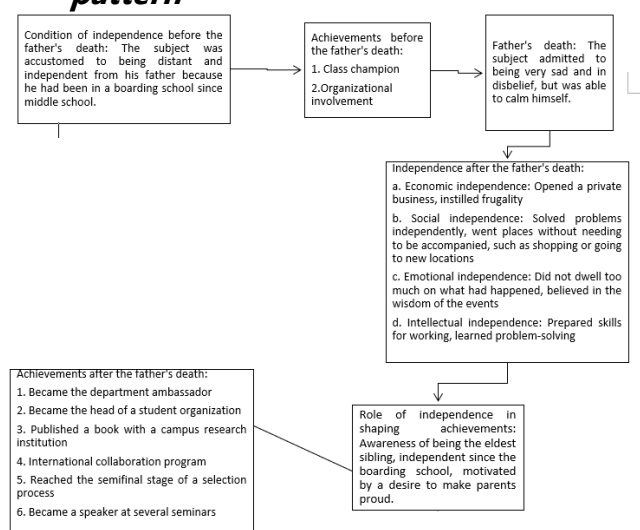 pattern
Condition of independence before the
father's death: The subject was
accustomed to being distant and
independent from his father because
he had been in a boarding school since
middle school.
Achievements before
the father's death:
1. Class champion
2.Organizational
involvement
Father's death: The
subject admitted to
being very sad and in
disbelief, but was able
to calm himself.
Independence after the father's death:
a. Economic independence: Opened a private
business, instilled frugality
b. Social independence: Solved problems
independently, went places without needing
to be accompanied, such as shopping or going
to new locations
c. Emotional independence: Did not dwell too
much on what had happened, believed in the
wisdom of the events
d. Intellectual independence: Prepared skills
for working, learned problem-solving
Role of independence in
shaping achievements:
Awareness of being the eldest
sibling, independent since the
boarding school, motivated
by a desire to make parents
proud.
Achievements after the father's death:
1. Became the department ambassador
2. Became the head of a student organization
3. Published a book with a campus research
institution
4. International collaboration program
5. Reached the semifinal stage of a selection
process
6. Became a speaker at several seminars